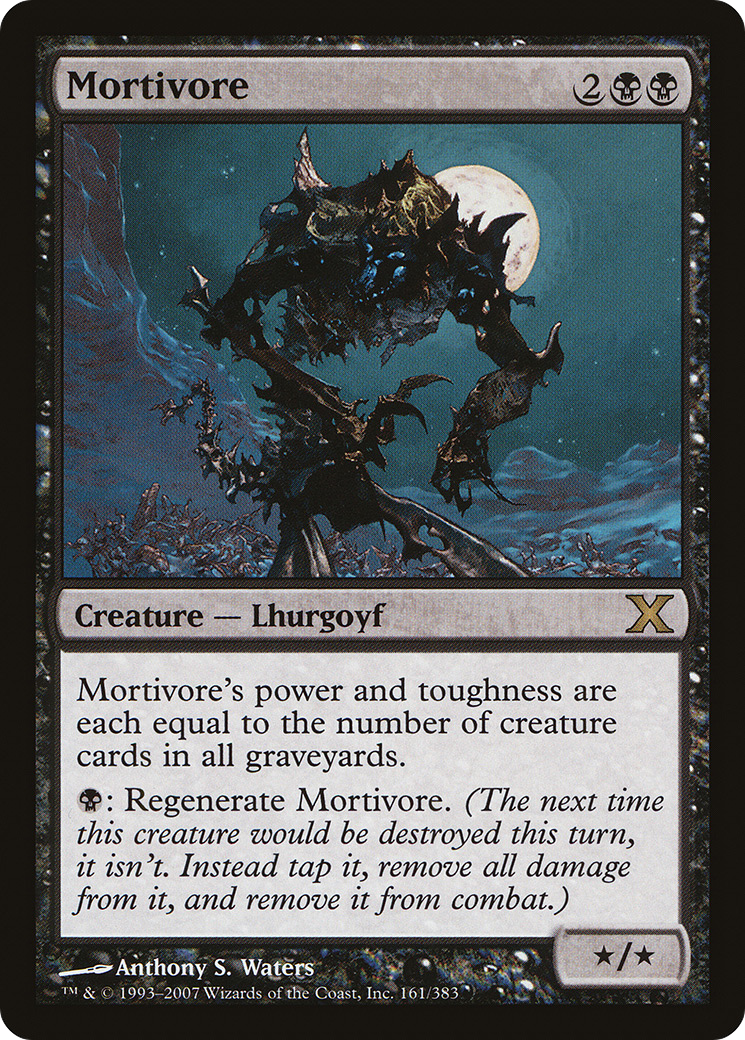 Mortivore 2
Creature — Lhurgoyf X
Mortivore's power and toughness are
each equal to the number of creature
cards in all graveyards.
: Regenerate Mortivore. (The next time
this creature would be destroyed this turn,
it isn't. Instead tap it, remove all damage
from it, and remove it from combat.)
★/★
Anthony S. Waters
™ & © 1993–2007 Wizards of the Coast, Inc. 161/383